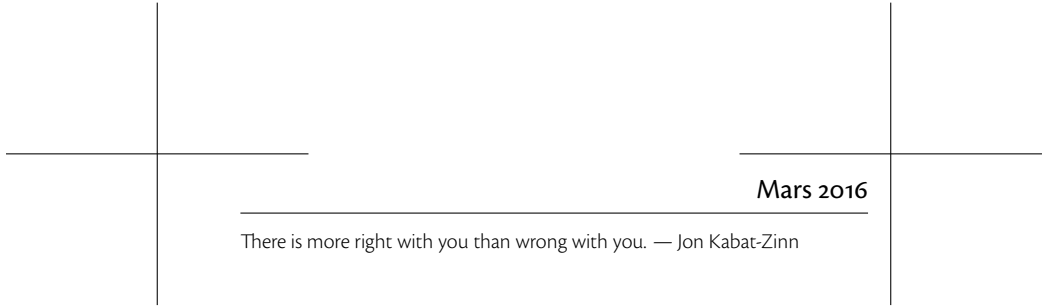 Mars 2016
There is more right with you than wrong with you. — Jon Kabat-Zinn